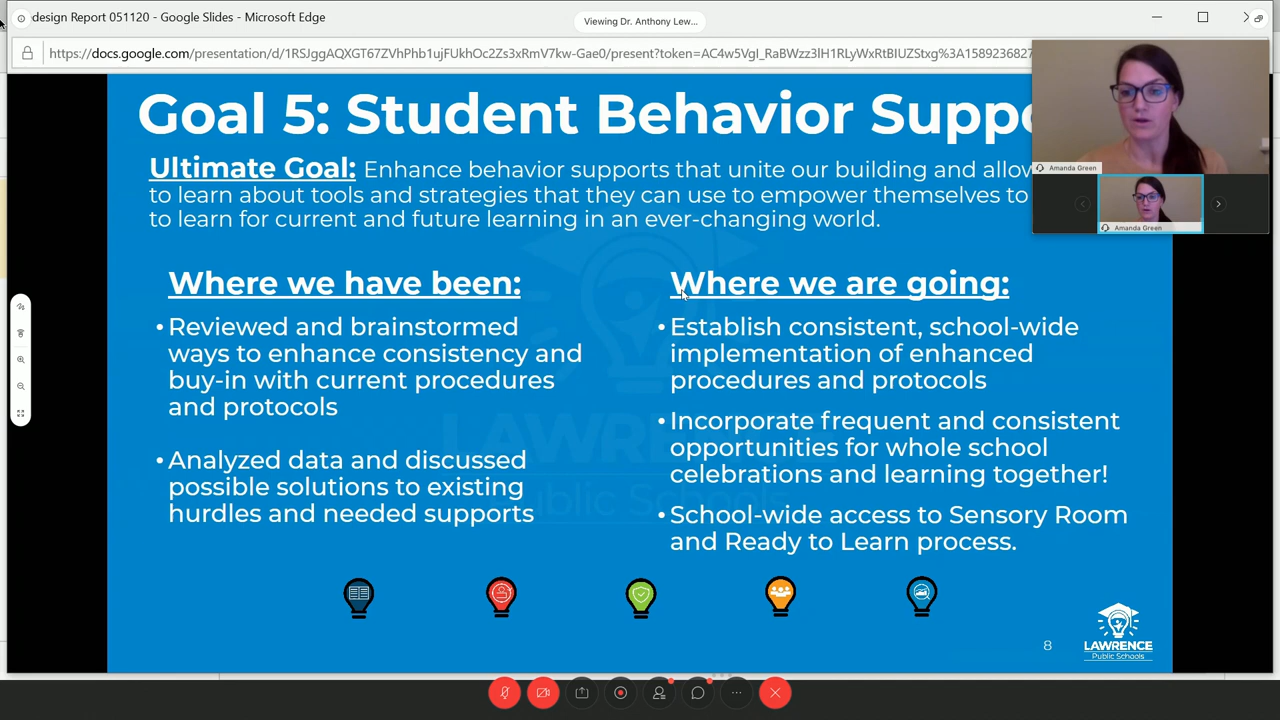 design Report 051120 - Google Slides - Microsoft Edge
Viewing Dr. Anthony Lew...
https://docs.google.com/presentation/d/1RSJggAQXGT67ZVhPhb1ujFUkhOc2Zs3xRmV7kw-Gae0/present?token=AC4w5VgI_RaBWzz3lH1RLyWxRtBIUZStxg%3A1589236827
Goal 5: Student Behavior Suppo
Ultimate Goal: Enhance behavior supports that unite our building and allow
to learn about tools and strategies that they can use to empower themselves to
to learn for current and future learning in an ever-changing world.
Amanda Green
Amanda Green
Where we have been:
• Reviewed and brainstormed
ways to enhance consistency and
buy-in with current procedures
and protocols
• Analyzed data and discussed
possible solutions to existing
hurdles and needed supports
Where we are going:
• Establish consistent, school-wide
implementation of enhanced
procedures and protocols
• Incorporate frequent and consistent
opportunities for whole school
celebrations and learning together!
• School-wide access to Sensory Room
and Ready to Learn process.
LAWRENCE
Public Schools
8
LAWRENCE
Public Schools